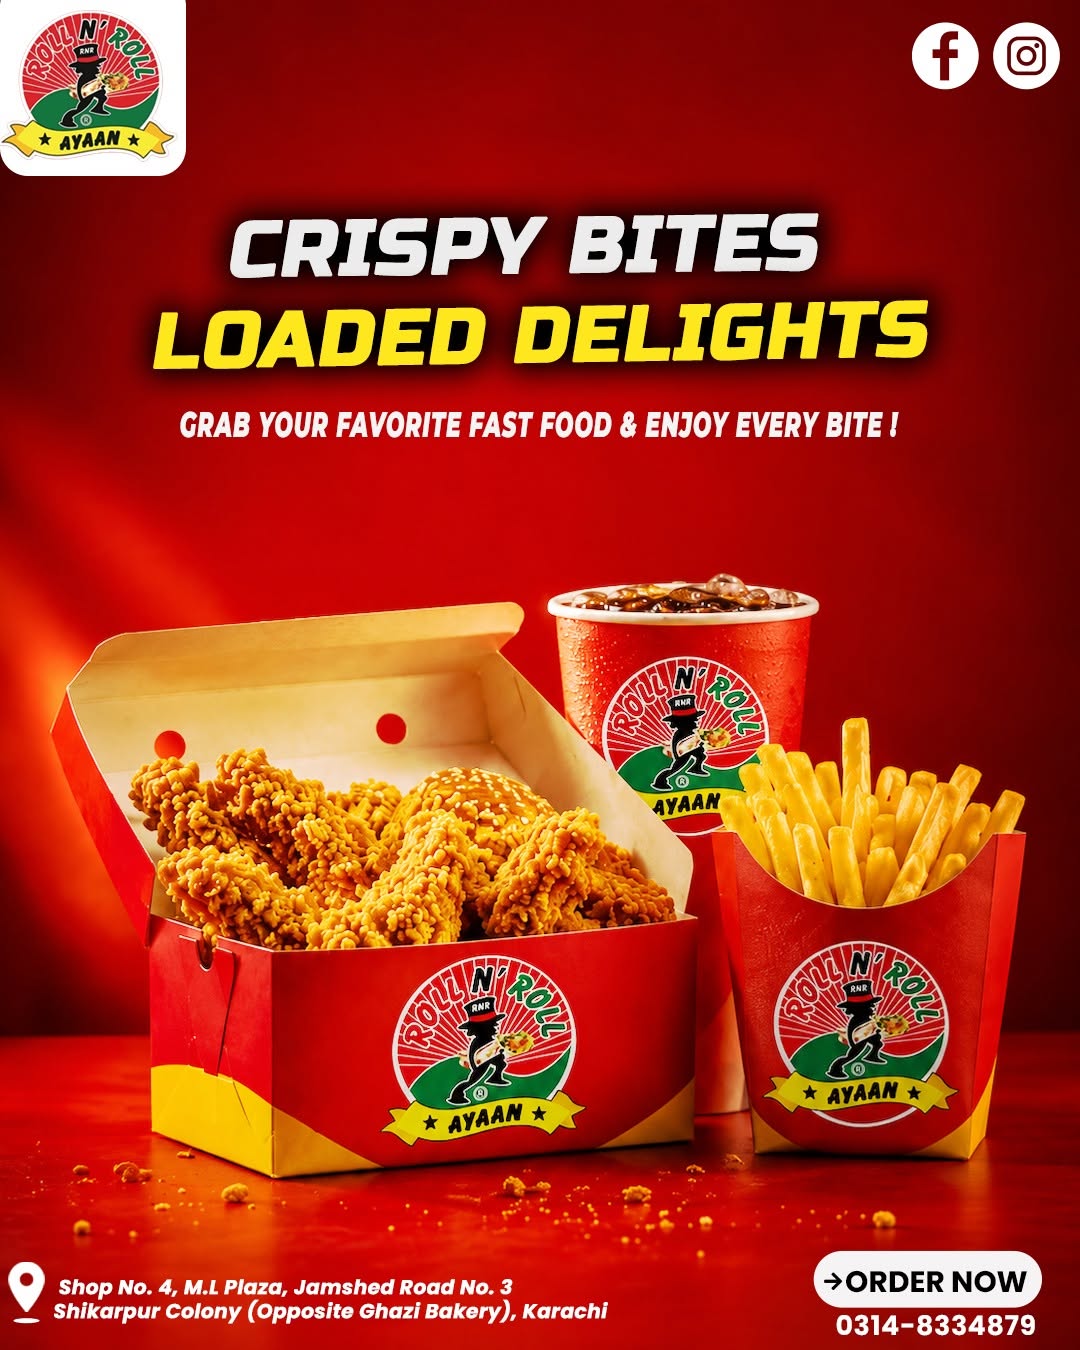 ROLL N' ROLL
RNR
®
AYAAN
CRISPY BITES
LOADED DELIGHTS
GRAB YOUR FAVORITE FAST FOOD & ENJOY EVERY BITE !
ROLL N' ROLL
RNR
®
AYAAN
ROLL N' ROLL
RNR
®
AYAAN
ROLL N' ROLL
RNR
®
AYAAN
Shop No. 4, M.L Plaza, Jamshed Road No. 3
Shikarpur Colony (Opposite Ghazi Bakery), Karachi
→ORDER NOW
0314-8334879